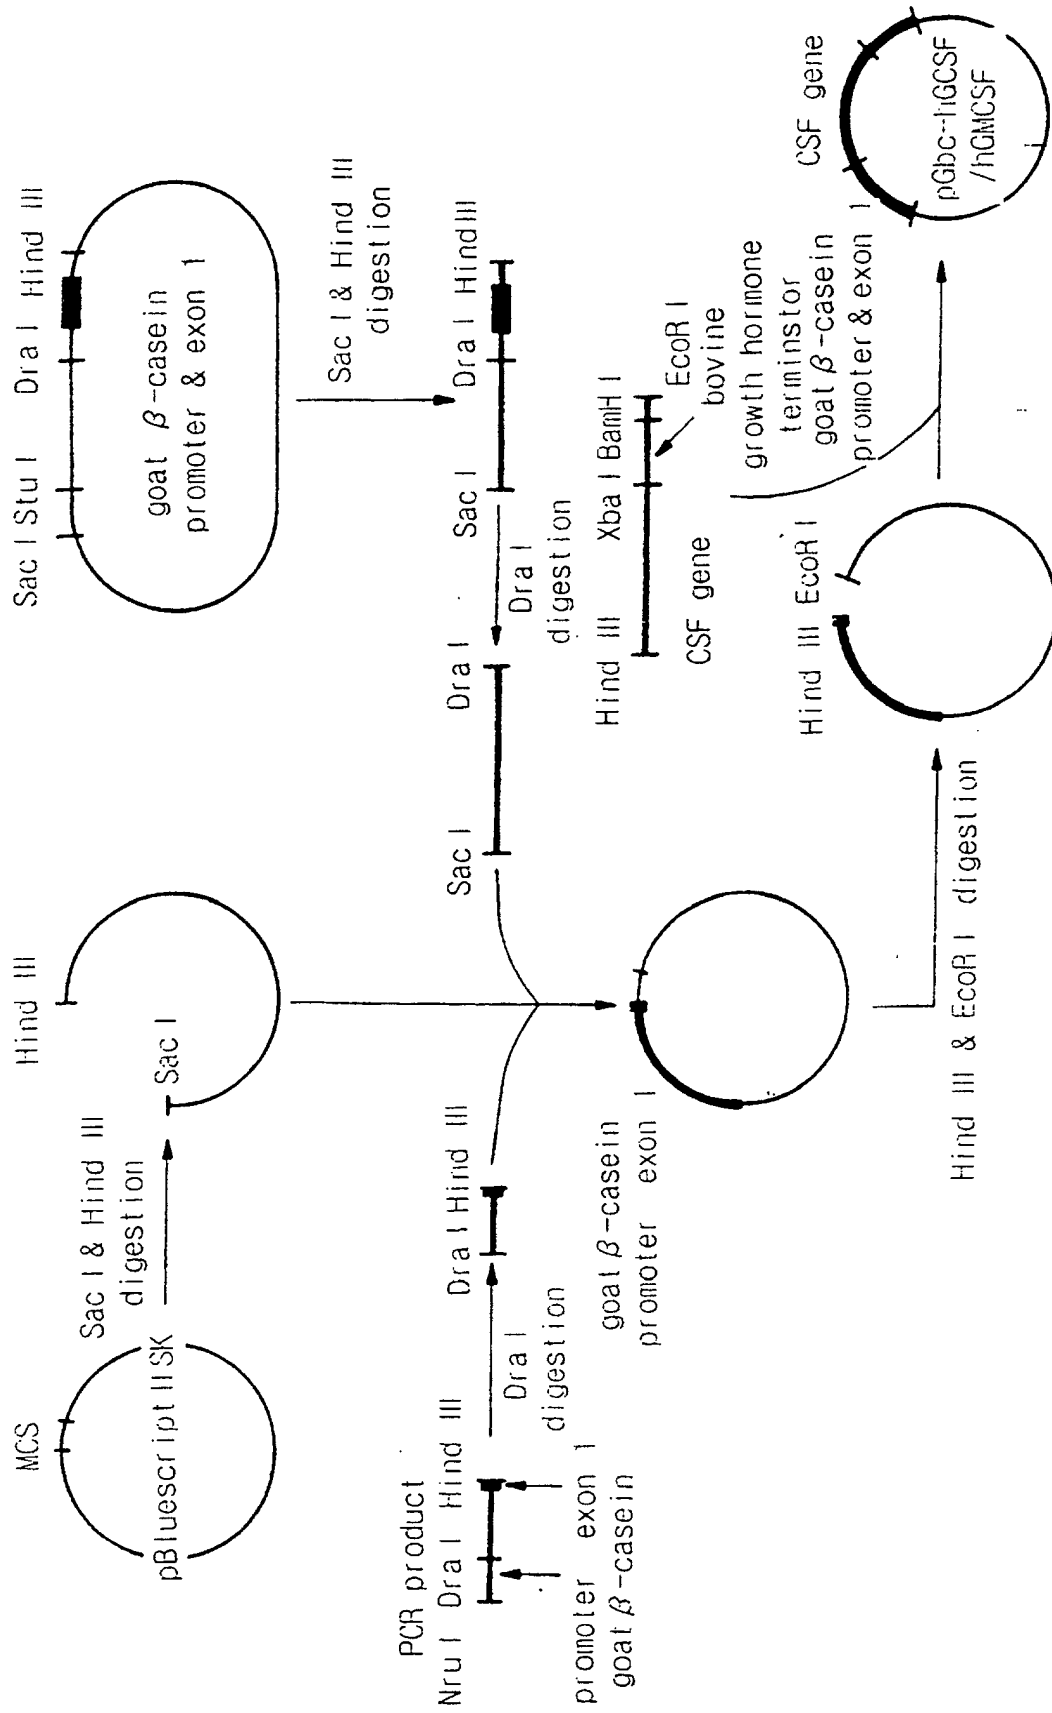 MCS
pBluescript II SK
Sac I & Hind III
digestion
Hind III
Sac I
Sac I Stu I Dra I Hind III
goat β-casein
promoter & exon 1
Sac I & Hind III
digestion
PCR product
Nru I Dra I Hind III
promoter exon I
goat β-casein
Dra I
digestion
Dra I Hind III
Sac I Dra I
Dra I
digestion
Sac I Dra I Hind III
goat β-casein
promoter exon I
Hind III Xba I BamH I
EcoR I
CSF gene
bovine
growth hormone
terminstor
goat β-casein
promoter & exon I
Hind III & EcoR I digestion
Hind III EcoR I
CSF gene
pGbc-hGCSF
/hGMCSF